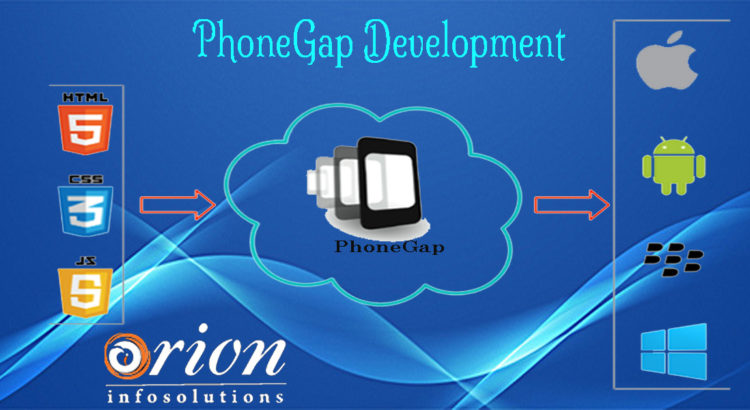 PhoneGap Development
HTML
5
CSS
3
JS
5
PhoneGap
Orion
infosolutions